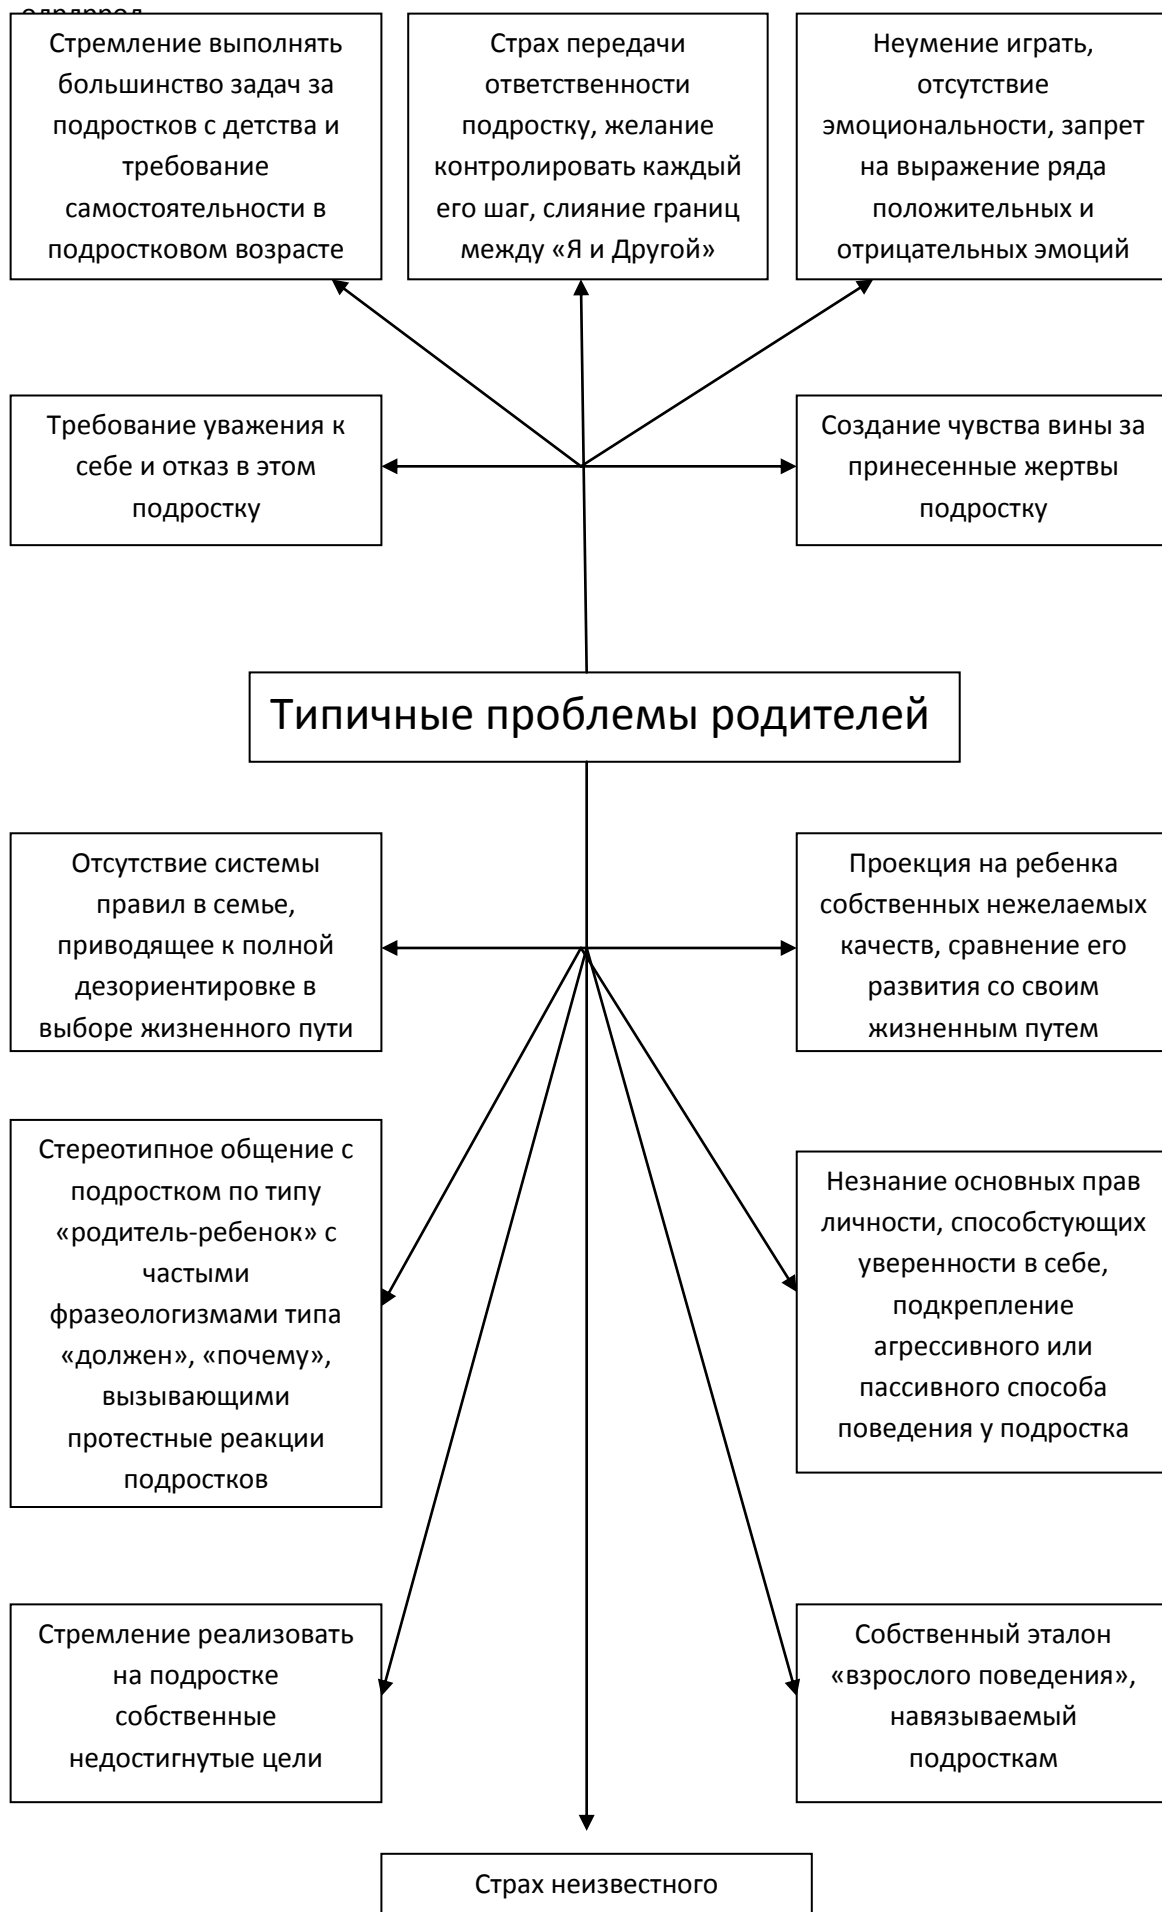 Стремление выполнять
большинство задач за
подростков с детства и
требование
самостоятельности в
подростковом возрасте
Страх передачи
ответственности
подростку, желание
контролировать каждый
его шаг, слияние границ
между «Я и Другой»
Неумение играть,
отсутствие
эмоциональности, запрет
на выражение ряда
положительных и
отрицательных эмоций
Требование уважения к
себе и отказ в этом
подростку
Создание чувства вины за
принесенные жертвы
подростку
Типичные проблемы родителей
Отсутствие системы
правил в семье,
приводящее к полной
дезориентировке в
выборе жизненного пути
Проекция на ребенка
собственных нежелаемых
качеств, сравнение его
развития со своим
жизненным путем
Стереотипное общение с
подростком по типу
«родитель-ребенок» с
частыми
фразеологизмами типа
«должен», «почему»,
вызывающими
протестные реакции
подростков
Незнание основных прав
личности, способстующих
уверенности в себе,
подкрепление
агрессивного или
пассивного способа
поведения у подростка
Стремление реализовать
на подростке
собственные
недостигнутые цели
Собственный эталон
«взрослого поведения»,
навязываемый
подросткам
Страх неизвестного